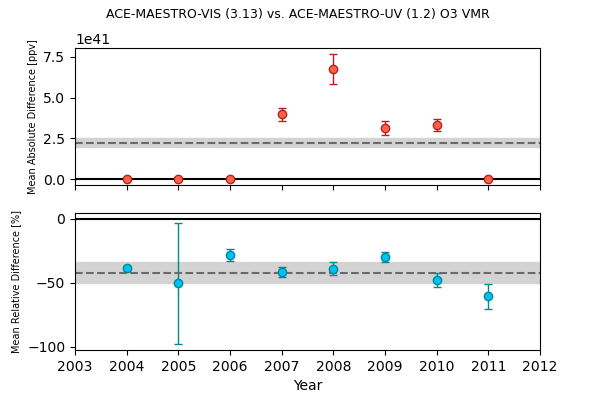 ACE-MAESTRO-VIS (3.13) vs. ACE-MAESTRO-UV (1.2) O3 VMR
1e41
Mean Absolute Difference [ppv]
7.5
5.0
2.5
0.0
Mean Relative Difference [%]
0
−50
−100
2003 2004 2005 2006 2007 2008 2009 2010 2011 2012
Year